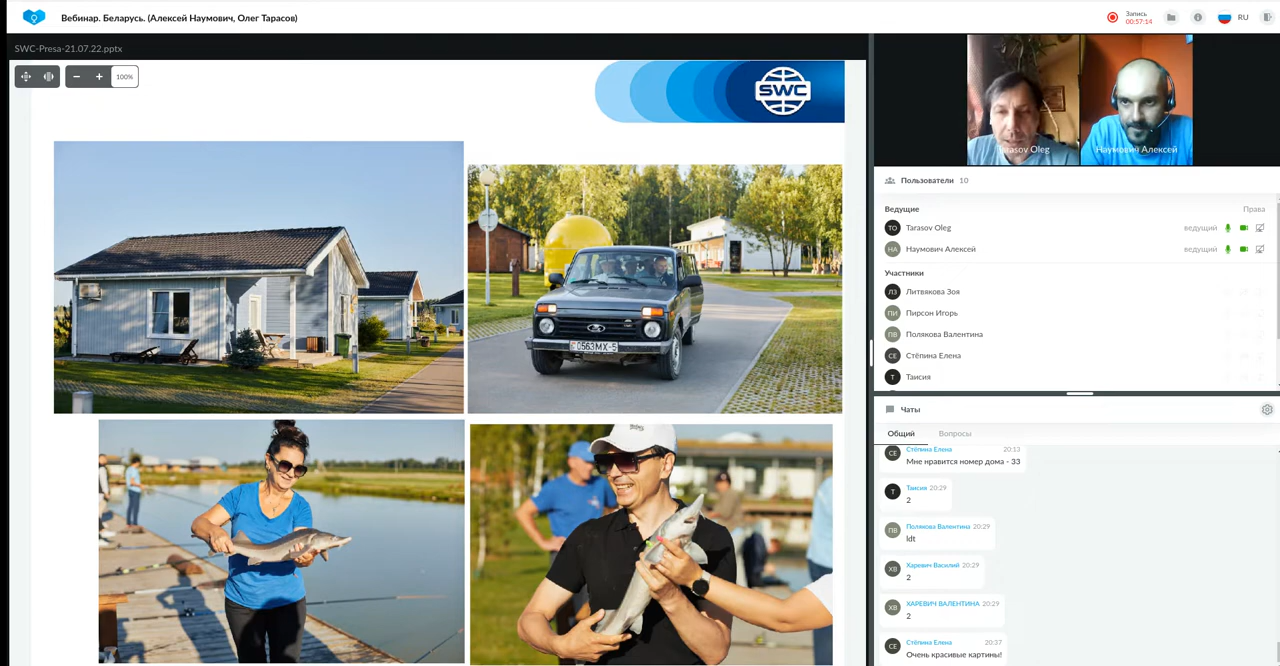 Вебинар. Беларусь. (Алексей Наумович, Олег Тарасов)
Запись
00:57:14
RU
SWC-Presa-21.07.22.pptx
100%
SWC
0563MX-5
Tarasov Oleg
Наумович Алексей
Пользователи 10
Ведущие
Права
TO Tarasov Oleg ведущий
НА Наумович Алексей ведущий
Участники
ЛЗ Литвякова Зоя
ПИ Пирсон Игорь
ПВ Полякова Валентина
СЕ Стёпина Елена
Т Таисия
Чаты
Общий Вопросы
СЕ Стёпина Елена 20:13
Мне нравится номер дома - 33
Т Таисия 20:29
2
ПВ Полякова Валентина 20:29
ldt
ХВ Харевич Василий 20:29
2
ХВ ХАРЕВИЧ ВАЛЕНТИНА 20:29
2
СЕ Стёпина Елена 20:37
Очень красивые картины!